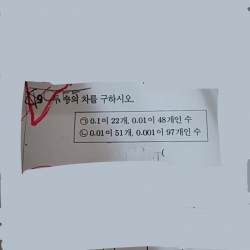 9 두 수의 차를 구하시오.
㉠ 0.1이 22개, 0.01이 48개인 수
㉡ 0.01이 51개, 0.001이 97개인 수